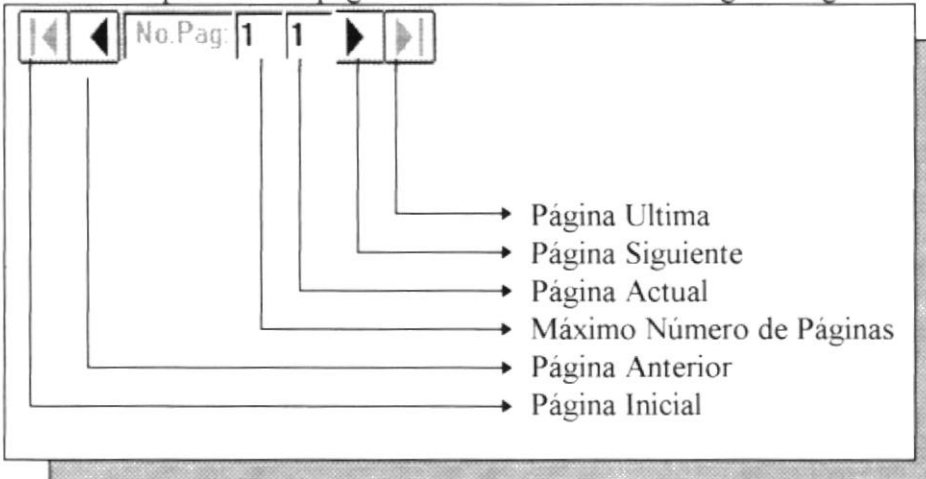 No.Pag: 1 1
Página Ultima
Página Siguiente
Página Actual
Máximo Número de Páginas
Página Anterior
Página Inicial